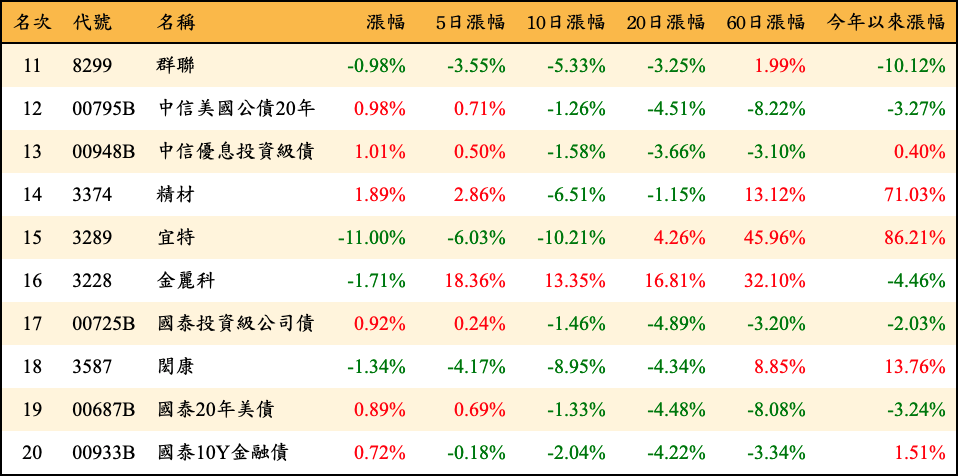 名次 代號 名稱 漲幅 5日漲幅 10日漲幅 20日漲幅 60日漲幅 今年以來漲幅
11 8299 群聯 -0.98% -3.55% -5.33% -3.25% 1.99% -10.12%
12 00795B 中信美國公債20年 0.98% 0.71% -1.26% -4.51% -8.22% -3.27%
13 00948B 中信優息投資級債 1.01% 0.50% -1.58% -3.66% -3.10% 0.40%
14 3374 精材 1.89% 2.86% -6.51% -1.15% 13.12% 71.03%
15 3289 宜特 -11.00% -6.03% -10.21% 4.26% 45.96% 86.21%
16 3228 金麗科 -1.71% 18.36% 13.35% 16.81% 32.10% -4.46%
17 00725B 國泰投資級公司債 0.92% 0.24% -1.46% -4.89% -3.20% -2.03%
18 3587 閎康 -1.34% -4.17% -8.95% -4.34% 8.85% 13.76%
19 00687B 國泰20年美債 0.89% 0.69% -1.33% -4.48% -8.08% -3.24%
20 00933B 國泰10Y金融債 0.72% -0.18% -2.04% -4.22% -3.34% 1.51%